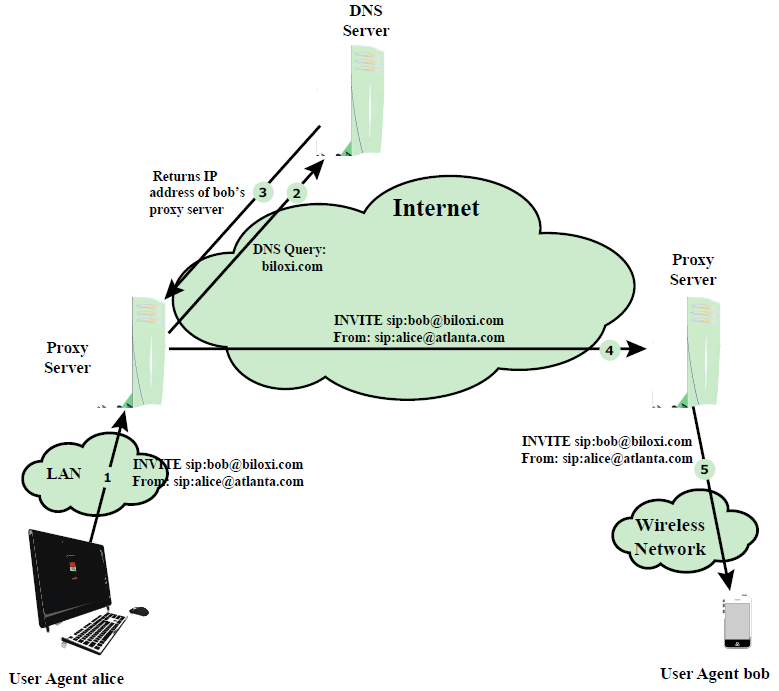 DNS
Server
Returns IP
address of bob's
proxy server
3
2
Internet
DNS Query:
biloxi.com
Proxy
Server
INVITE sip:bob@biloxi.com
From: sip:alice@atlanta.com
4
Proxy
Server
LAN
1
INVITE sip:bob@biloxi.com
From: sip:alice@atlanta.com
INVITE sip:bob@biloxi.com
From: sip:alice@atlanta.com
5
Wireless
Network
User Agent alice
User Agent bob